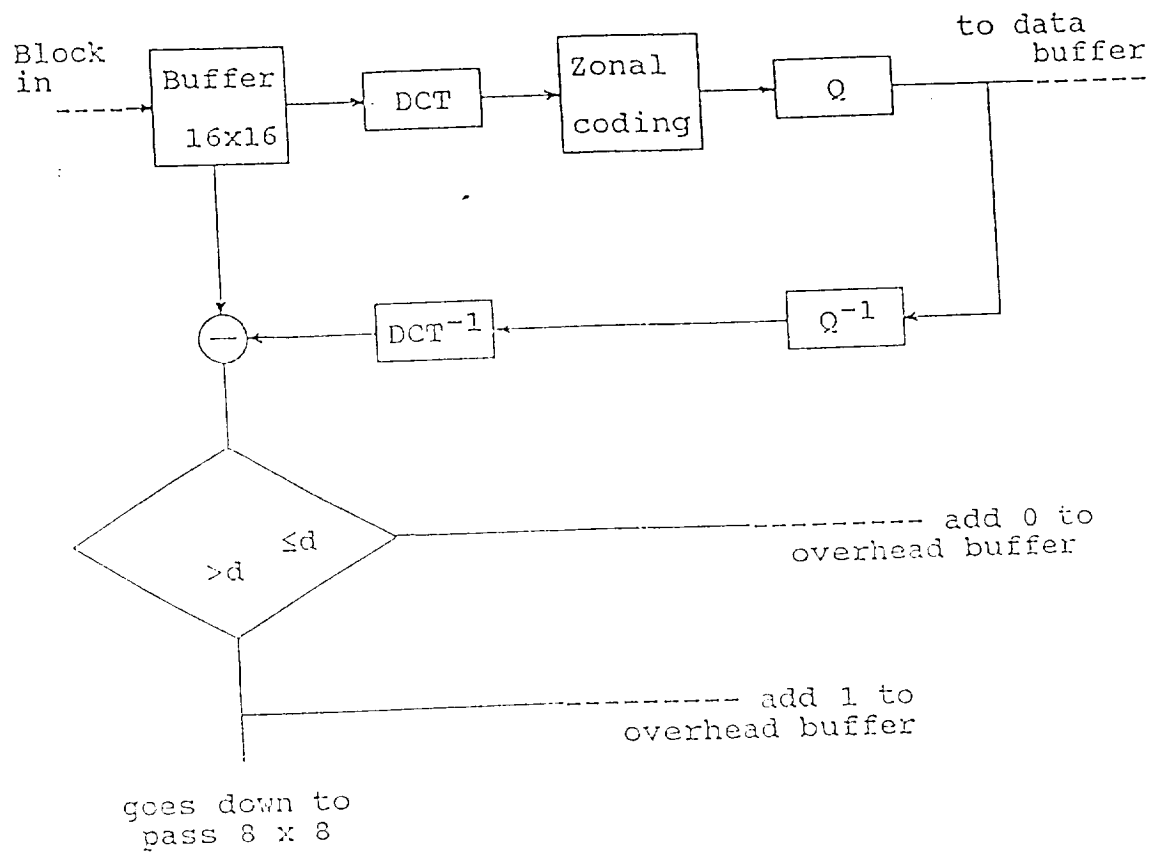 Block
in
Buffer
16x16
DCT
Zonal
coding
Q
to data
buffer
DCT⁻¹
Q⁻¹
≤d
>d
add 0 to
overhead buffer
add 1 to
overhead buffer
goes down to
pass 8 x 8